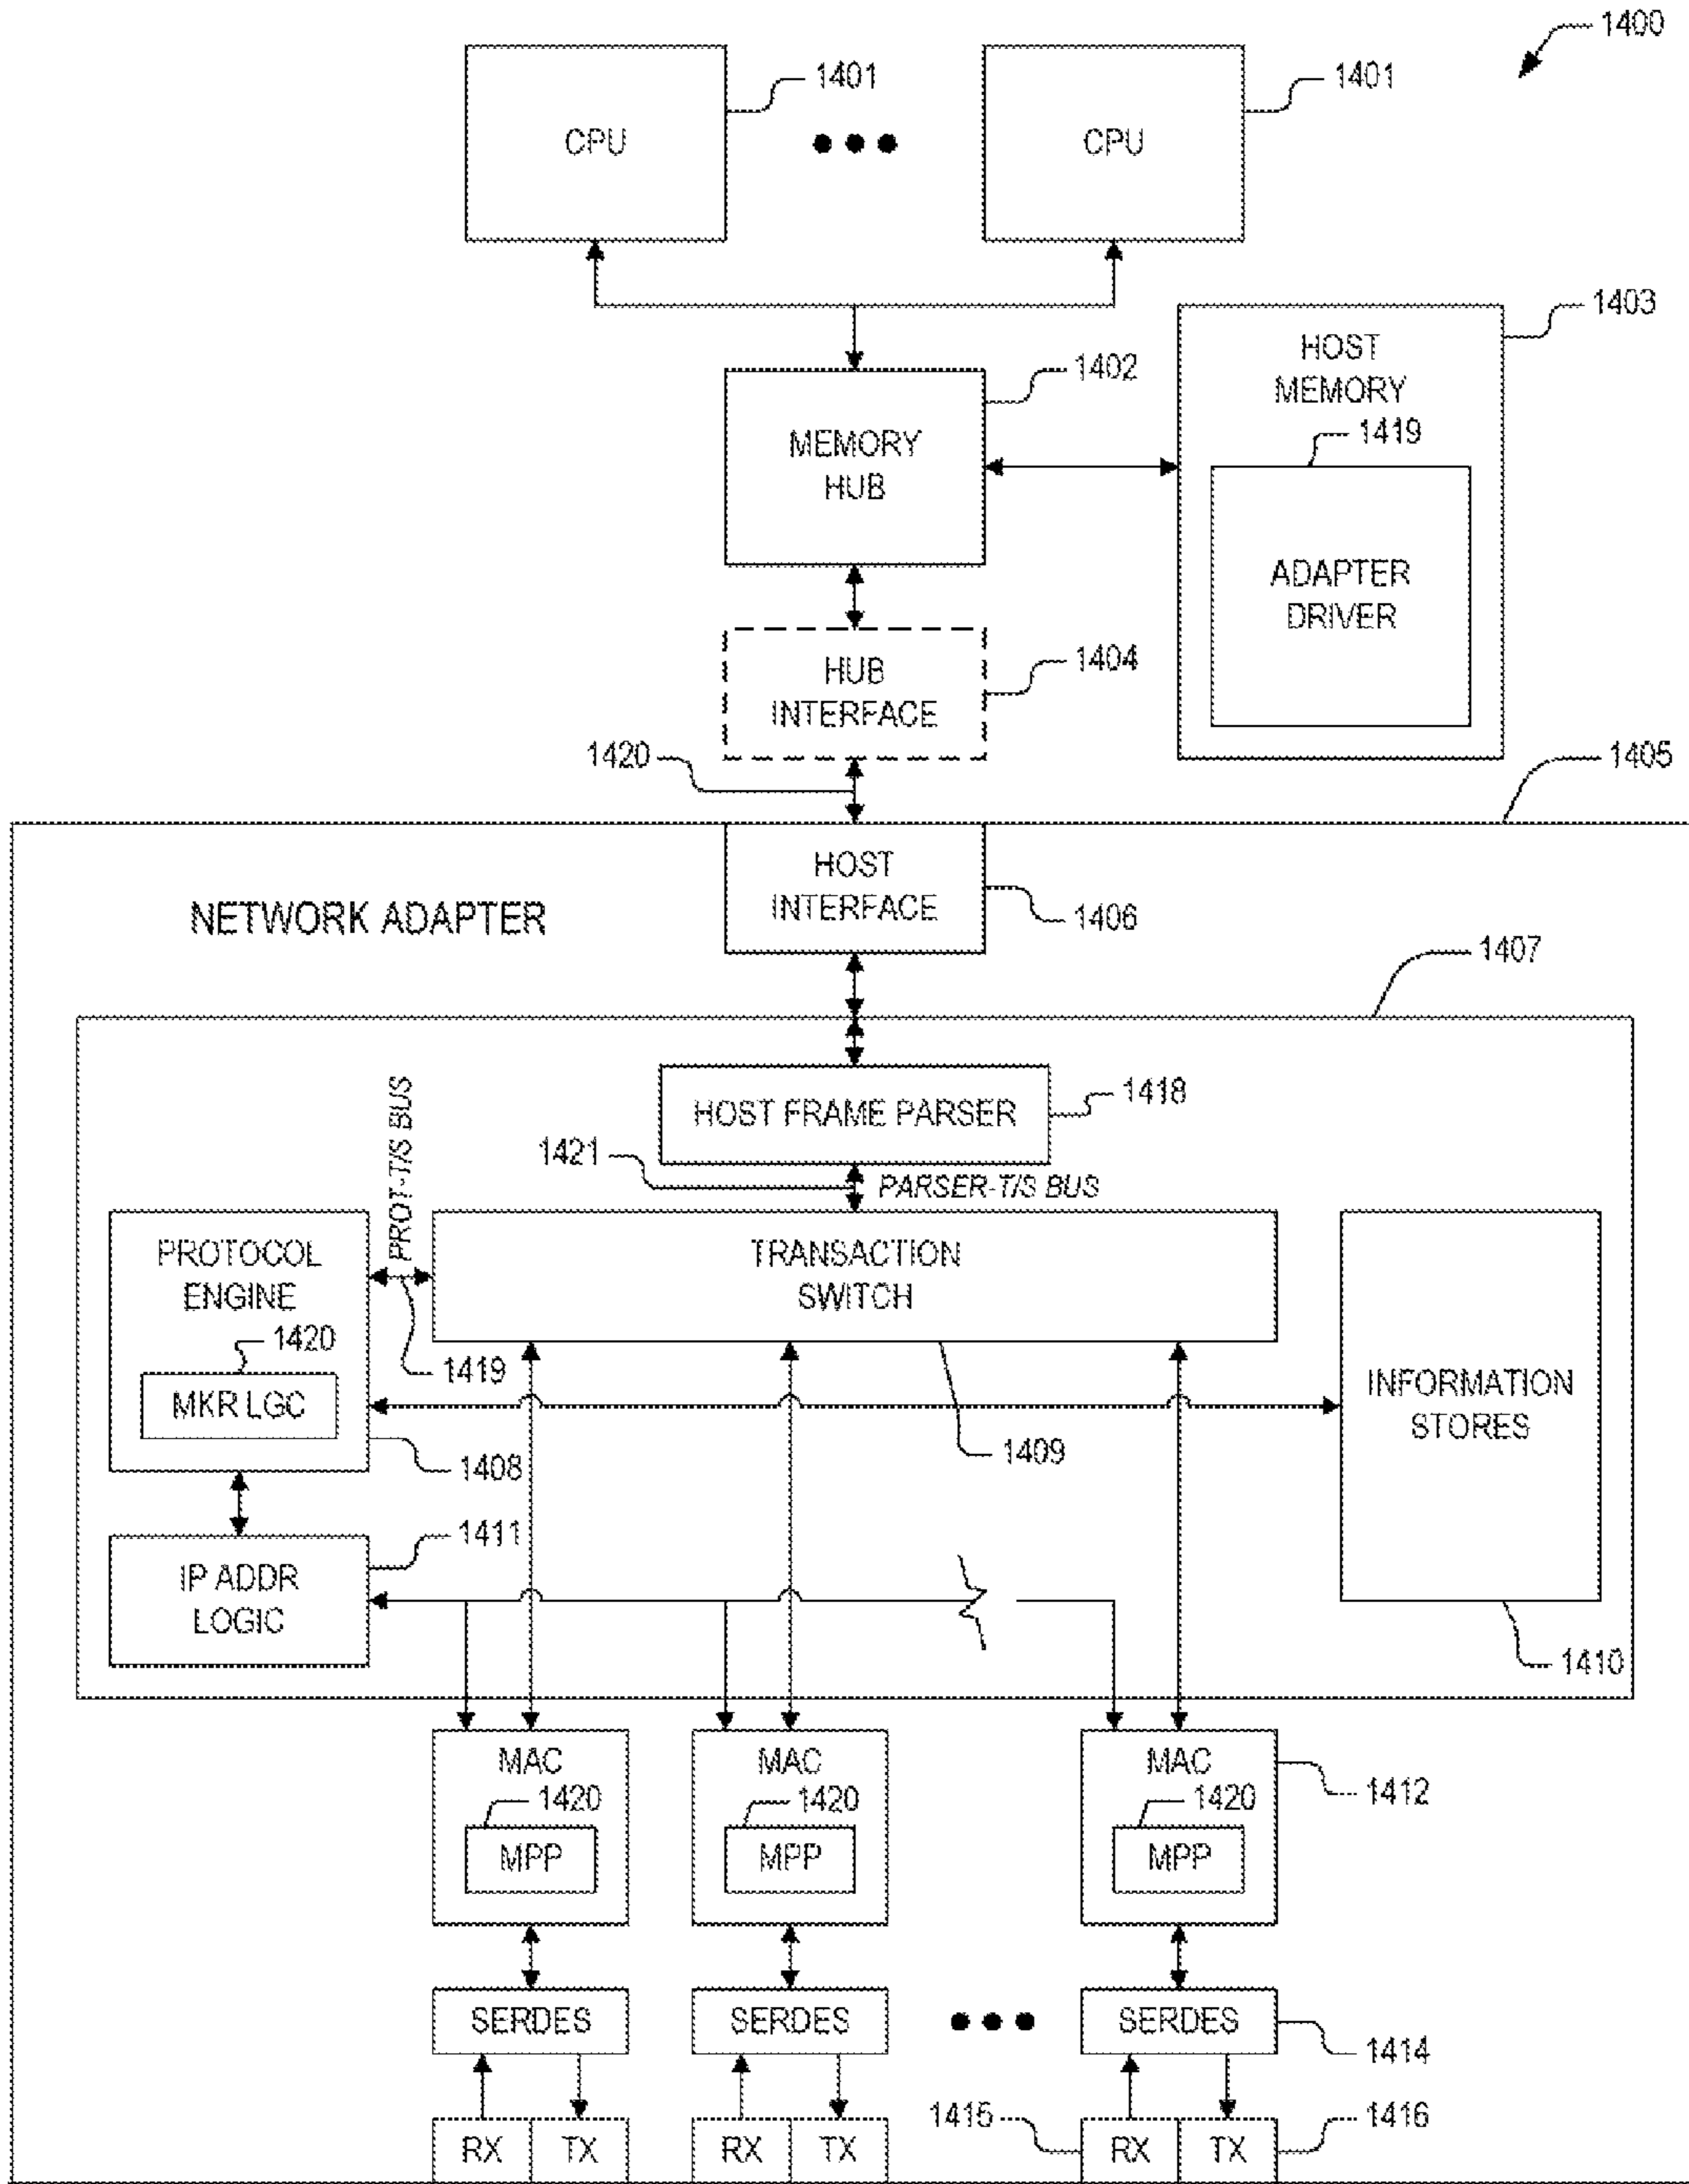 1400
1401
1401
CPU
CPU
1403
HOST
MEMORY
1402
1419
MEMORY
HUB
ADAPTER
DRIVER
1404
HUB
INTERFACE
1420
1405
HOST
INTERFACE
1406
NETWORK ADAPTER
1407
HOST FRAME PARSER
1418
1421
PARSER-T/S BUS
PROT-T/S BUS
PROTOCOL
ENGINE
TRANSACTION
SWITCH
1420
1419
MKR LGC
INFORMATION
STORES
1408
1409
1411
IP ADDR
LOGIC
1410
MAC
MAC
MAC
1412
1420
1420
1420
MPP
MPP
MPP
SERDES
SERDES
SERDES
1414
1415
1416
RX
TX
RX
TX
RX
TX